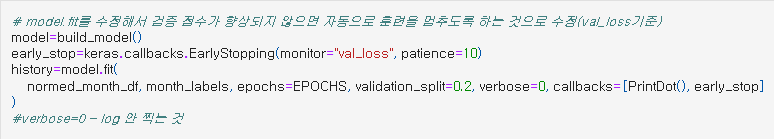 # model.fit를 수정해서 검증 점수가 향상되지 않으면 자동으로 훈련을 멈추도록 하는 것으로 수정(val_loss기준)
model=build_model()
early_stop=keras.callbacks.EarlyStopping(monitor="val_loss", patience=10)
history=model.fit(
    normed_month_df, month_labels, epochs=EPOCHS, validation_split=0.2, verbose=0, callbacks=[PrintDot(), early_stop]
)
#verbose=0 - log 안 찍는 것